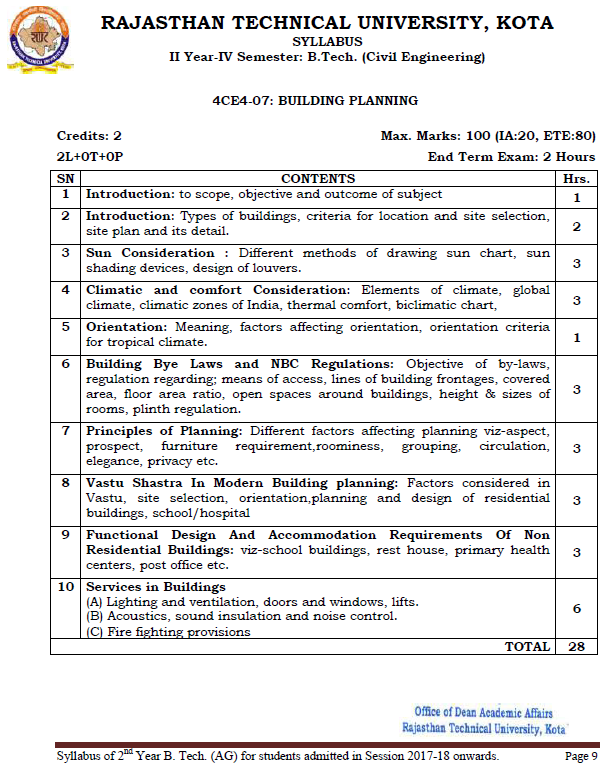 RAJASTHAN TECHNICAL UNIVERSITY, KOTA
SYLLABUS
II Year-IV Semester: B.Tech. (Civil Engineering)
4CE4-07: BUILDING PLANNING
Credits: 2 Max. Marks: 100 (IA:20, ETE:80)
2L+0T+0P End Term Exam: 2 Hours
SN CONTENTS Hrs.
1 Introduction: to scope, objective and outcome of subject 1
2 Introduction: Types of buildings, criteria for location and site selection,
site plan and its detail. 2
3 Sun Consideration : Different methods of drawing sun chart, sun
shading devices, design of louvers. 3
4 Climatic and comfort Consideration: Elements of climate, global
climate, climatic zones of India, thermal comfort, biclimatic chart, 3
5 Orientation: Meaning, factors affecting orientation, orientation criteria
for tropical climate. 1
6 Building Bye Laws and NBC Regulations: Objective of by-laws,
regulation regarding; means of access, lines of building frontages, covered
area, floor area ratio, open spaces around buildings, height & sizes of 3
rooms, plinth regulation.
7 Principles of Planning: Different factors affecting planning viz-aspect,
prospect, furniture requirement,roominess, grouping, circulation, 3
elegance, privacy etc.
8 Vastu Shastra In Modern Building planning: Factors considered in
Vastu, site selection, orientation,planning and design of residential 3
buildings, school/hospital
9 Functional Design And Accommodation Requirements Of Non
Residential Buildings: viz-school buildings, rest house, primary health 3
centers, post office etc.
10 Services in Buildings
(A) Lighting and ventilation, doors and windows, lifts. 6
(B) Acoustics, sound insulation and noise control.
(C) Fire fighting provisions
TOTAL 28
Office of Dean Academic Affairs
Rajasthan Technical University, Kota
Syllabus of 2nd Year B. Tech. (AG) for students admitted in Session 2017-18 onwards. Page 9